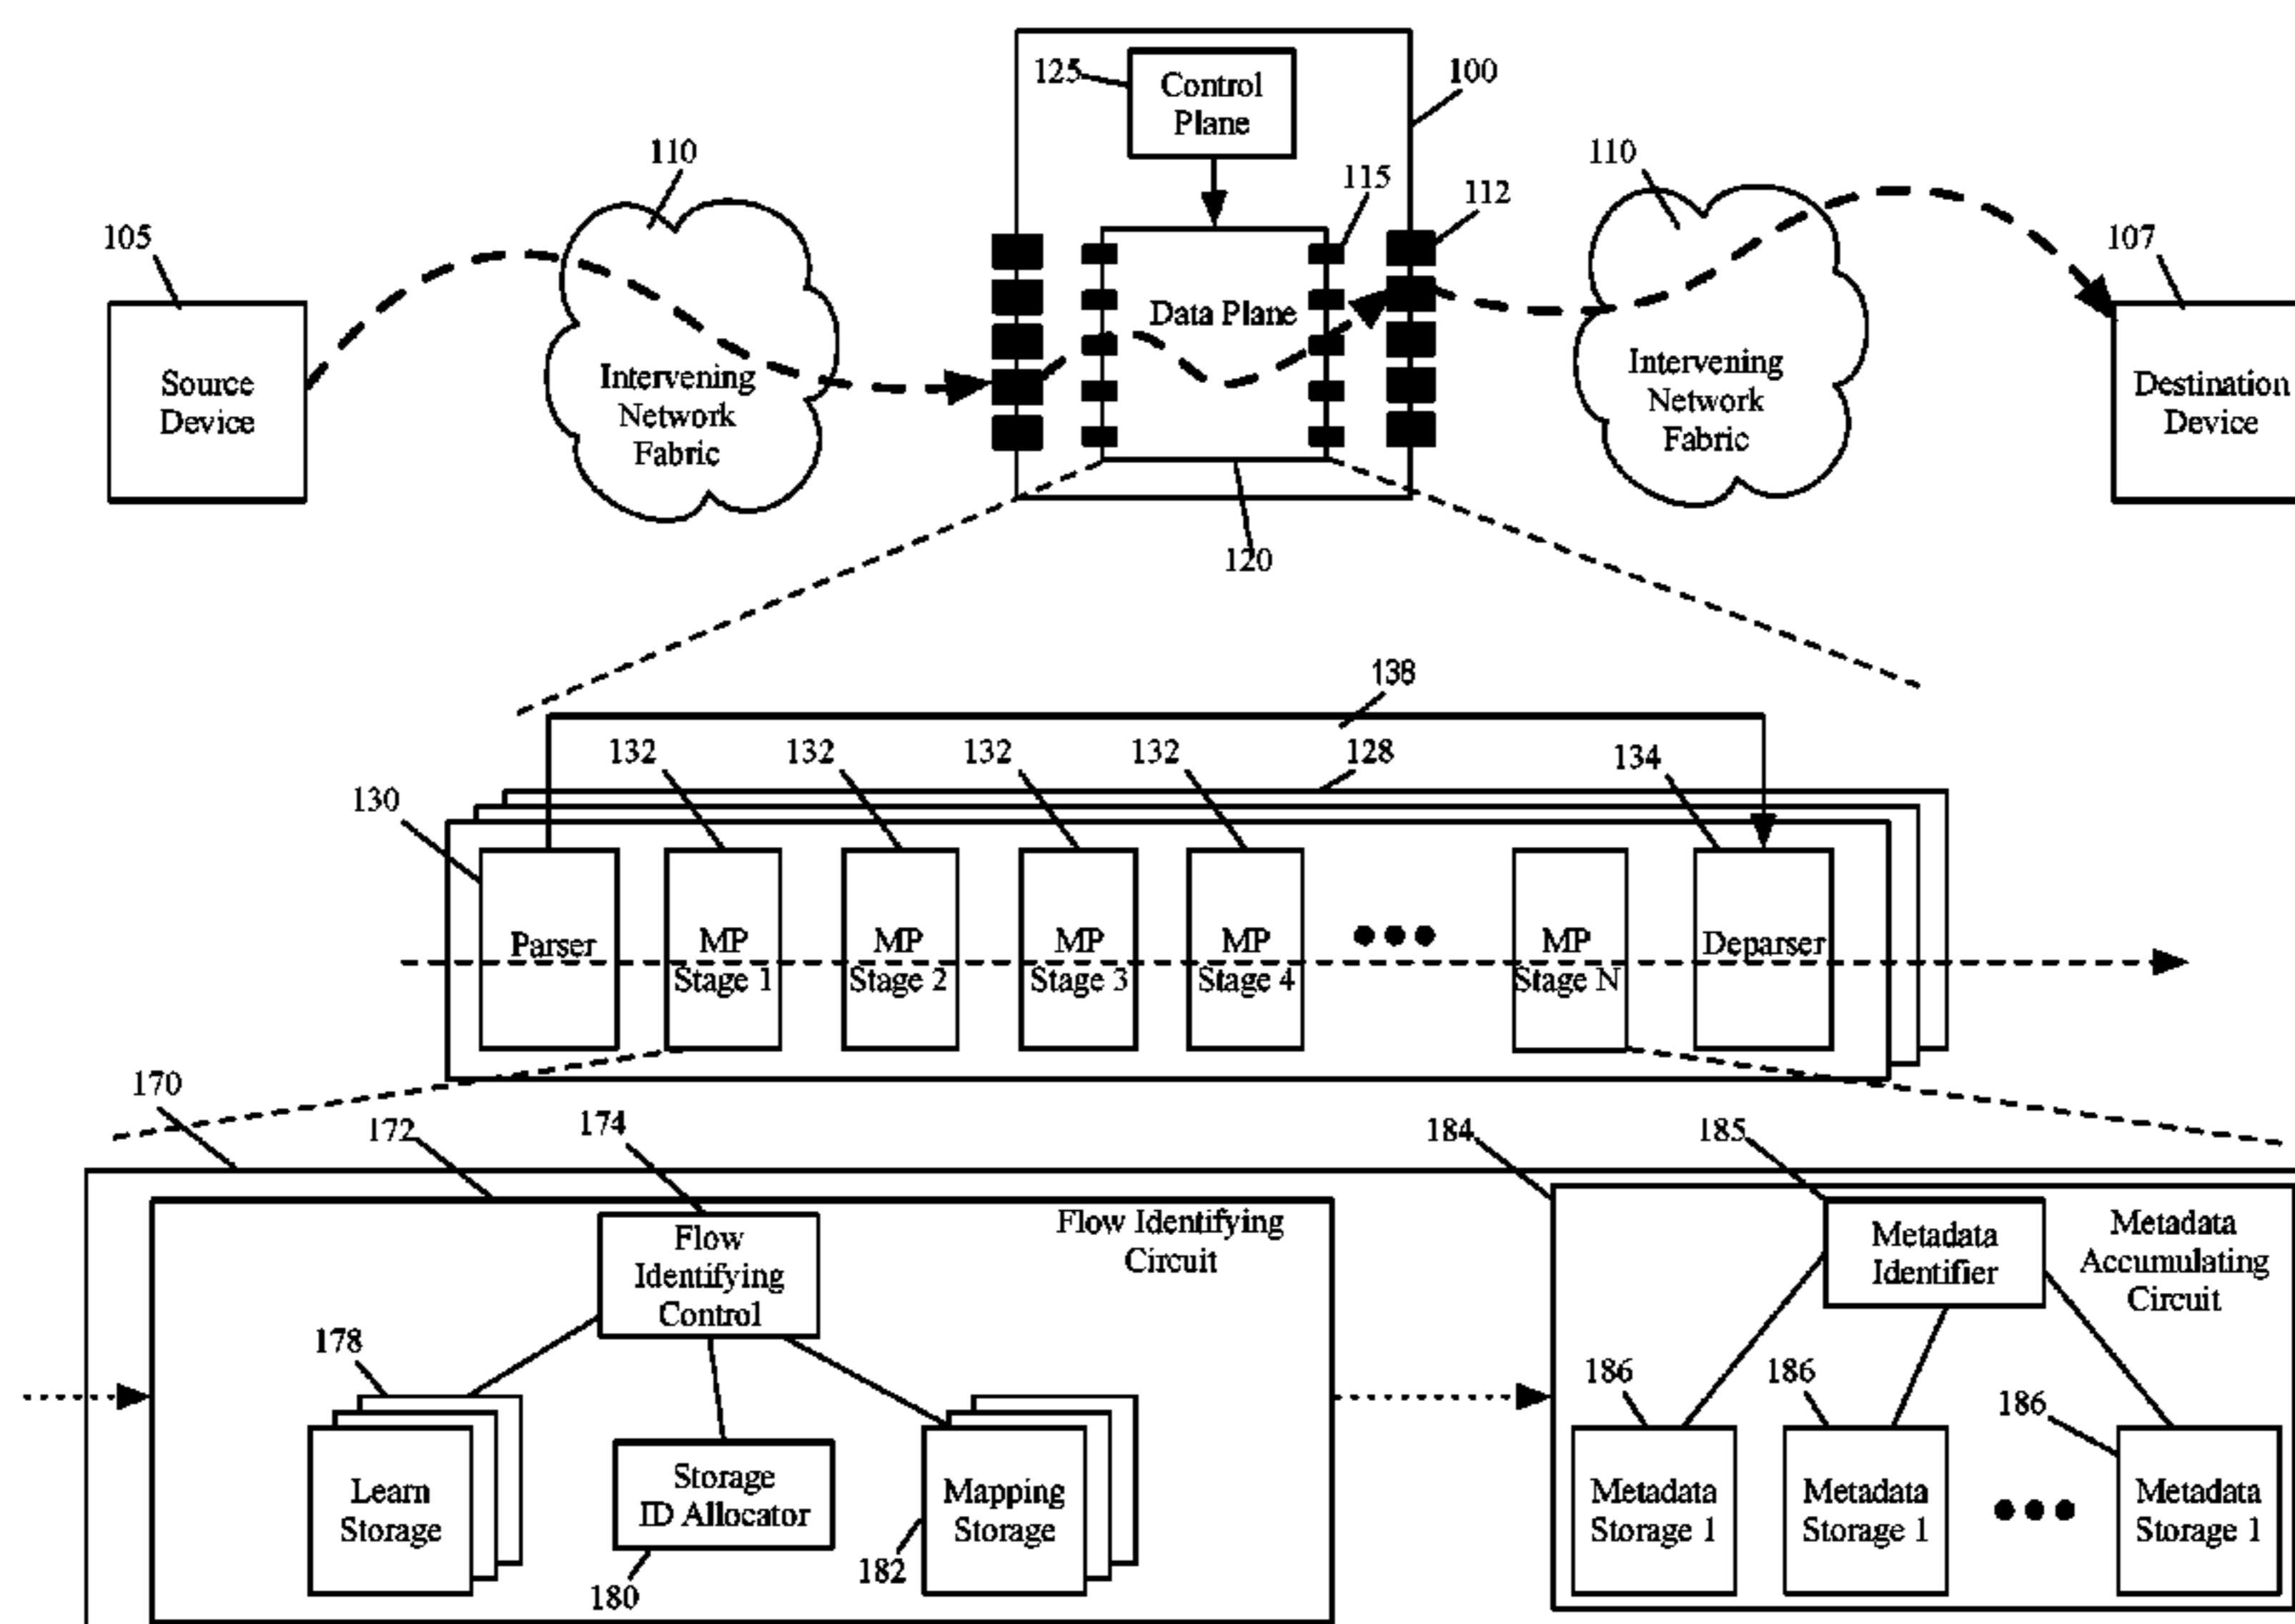 125
Control
Plane
100
110
110
115
112
105
107
Data Plane
Source
Device
Intervening
Network
Fabric
Intervening
Network
Fabric
Destination
Device
120
138
132
132
132
132
128
134
130
Parser
MP
Stage 1
MP
Stage 2
MP
Stage 3
MP
Stage 4
MP
Stage N
Deparser
170
172
174
184
185
Flow
Identifying
Control
Flow Identifying
Circuit
Metadata
Identifier
Metadata
Accumulating
Circuit
178
186
186
186
Learn
Storage
Storage
ID Allocator
Mapping
Storage
Metadata
Storage 1
Metadata
Storage 1
Metadata
Storage 1
180
182